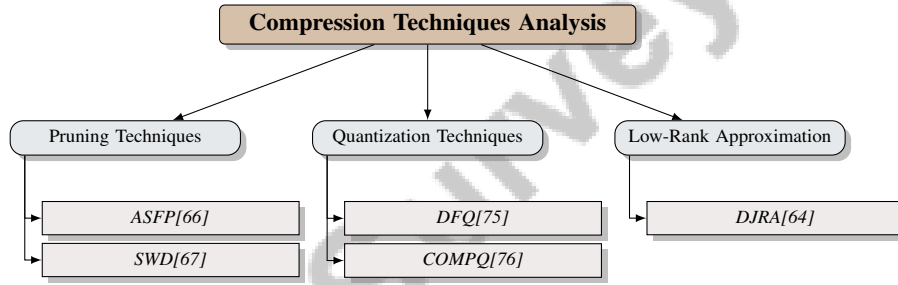 Compression Techniques Analysis
Pruning Techniques
Quantization Techniques
Low-Rank Approximation
ASFP[66]
DFQ[75]
DJRA[64]
SWD[67]
COMPQ[76]